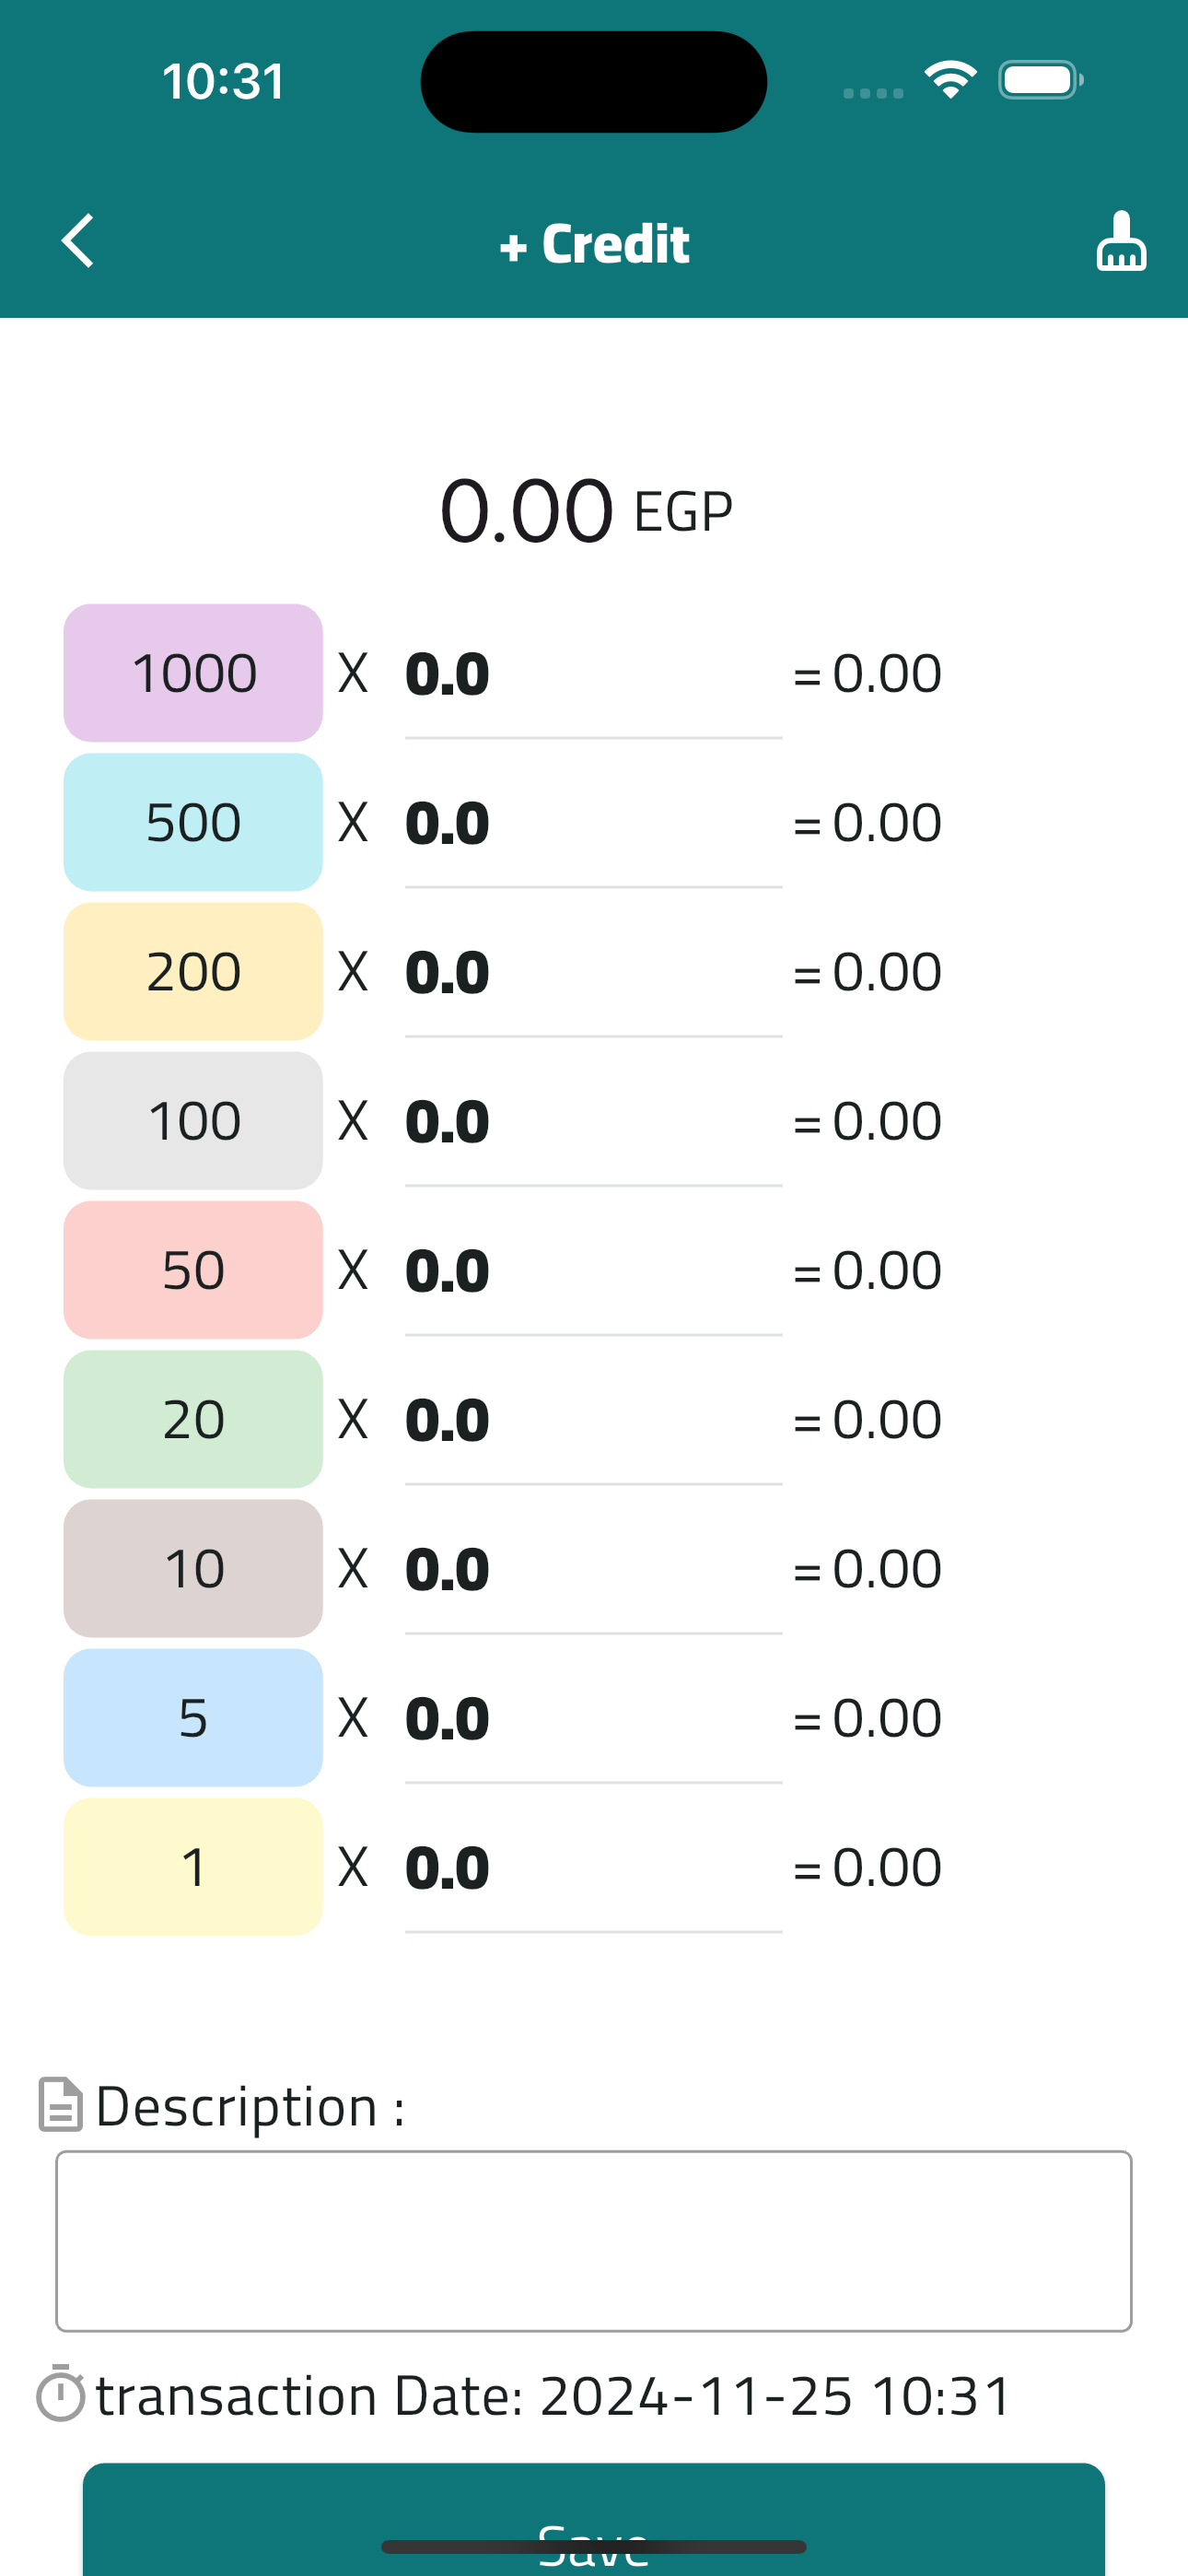 10:31
+ Credit
0.00 EGP
1000 X 0.0 = 0.00
500 X 0.0 = 0.00
200 X 0.0 = 0.00
100 X 0.0 = 0.00
50 X 0.0 = 0.00
20 X 0.0 = 0.00
10 X 0.0 = 0.00
5 X 0.0 = 0.00
1 X 0.0 = 0.00
Description :
transaction Date: 2024-11-25 10:31
Save